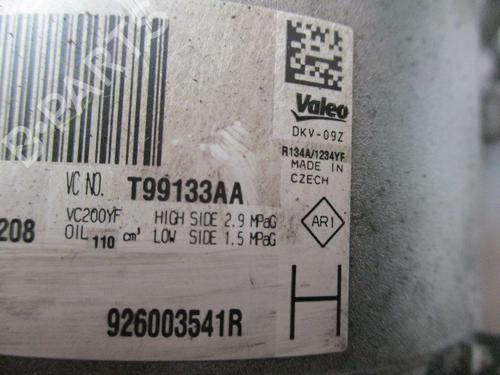 B-PARTS
Valeo
DKV-09Z
R134A/1234YF
MADE IN
CZECH
VC NO. T99133AA
VC200YF HIGH SIDE 2.9 MPaG
208 OIL 110 cm³ LOW SIDE 1.5 MPaG
AR1
H
926003541R